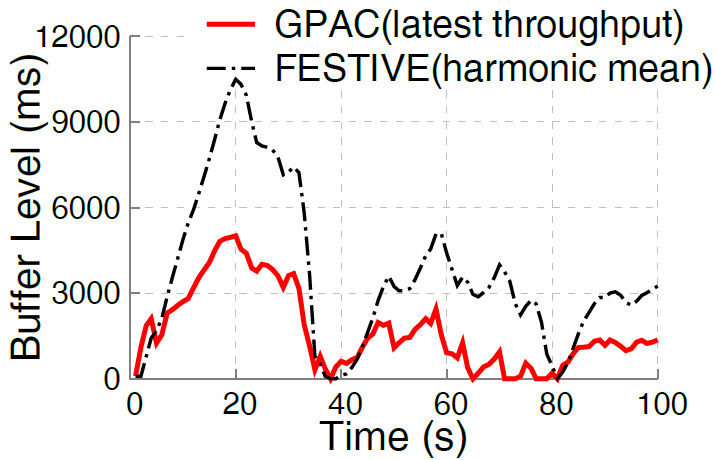 GPAC(latest throughput)
FESTIVE(harmonic mean)
Buffer Level (ms)
12000
9000
6000
3000
0
0 20 40 60 80 100
Time (s)